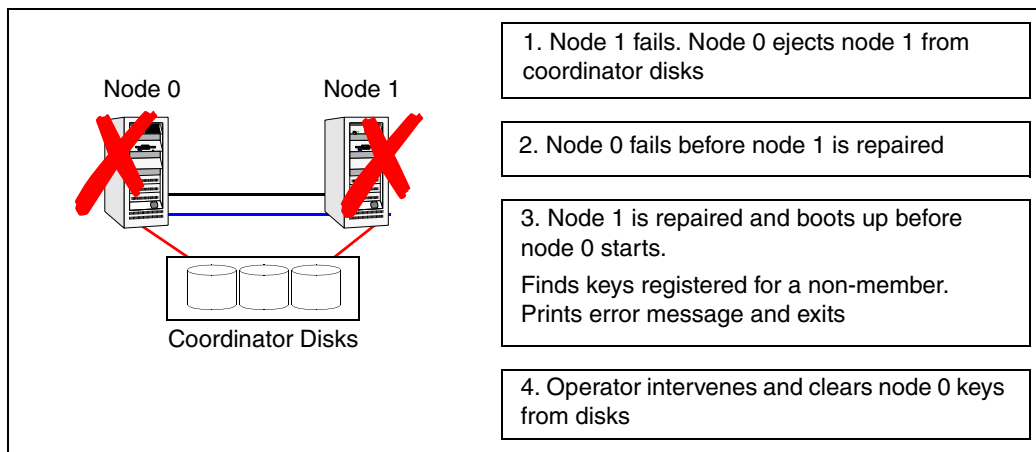 Node 0
Node 1
Coordinator Disks
1. Node 1 fails. Node 0 ejects node 1 from
coordinator disks
2. Node 0 fails before node 1 is repaired
3. Node 1 is repaired and boots up before
node 0 starts.
Finds keys registered for a non-member.
Prints error message and exits
4. Operator intervenes and clears node 0 keys
from disks